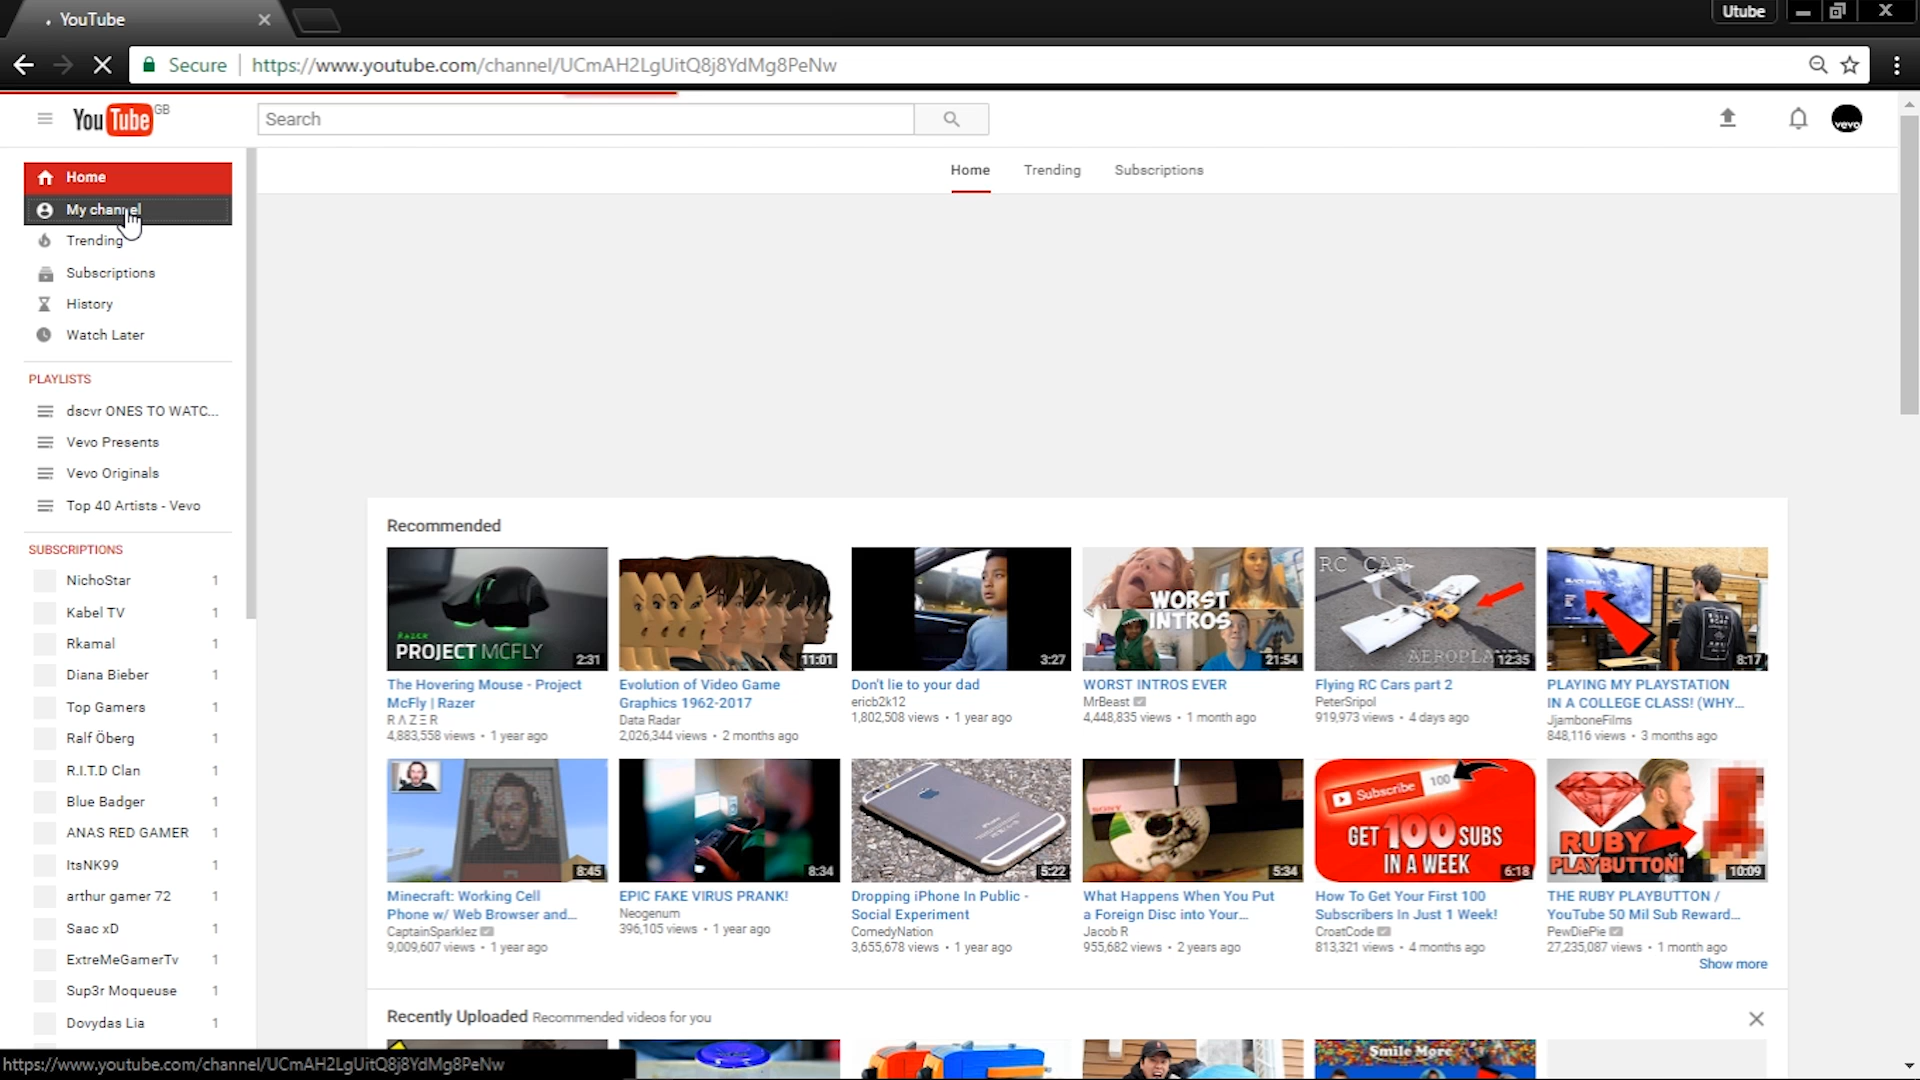 YouTube
Utube
Secure
https://www.youtube.com/channel/UCmAH2LgUitQ8j8YdMg8PeNw
YouTube GB
Search
vevo
Home
Trending
Subscriptions
Home
My channel
Trending
Subscriptions
History
Watch Later
PLAYLISTS
dscvr ONES TO WATC...
Vevo Presents
Vevo Originals
Top 40 Artists - Vevo
SUBSCRIPTIONS
NichoStar 1
Kabel TV 1
Rkamal 1
Diana Bieber 1
Top Gamers 1
Ralf Öberg 1
R.I.T.D Clan 1
Blue Badger 1
ANAS RED GAMER 1
ItsNK99 1
arthur gamer 72 1
Saac xD 1
ExtreMeGamerTv 1
Sup3r Moqueuse 1
Dovydas Lia 1
Recommended
RAZER
PROJECT MCFLY
2:31
The Hovering Mouse - Project
McFly | Razer
R A Z E R
4,883,558 views • 1 year ago
11:01
Evolution of Video Game
Graphics 1962-2017
Data Radar
2,026,344 views • 2 months ago
3:27
Don't lie to your dad
ericb2k12
1,802,508 views • 1 year ago
WORST
INTROS
21:54
WORST INTROS EVER
MrBeast
4,448,835 views • 1 month ago
RC CAR
AEROPLANE
12:35
Flying RC Cars part 2
PeterSripol
919,973 views • 4 days ago
8:17
PLAYING MY PLAYSTATION
IN A COLLEGE CLASS! (WHY...
JjamboneFilms
848,116 views • 3 months ago
8:45
Minecraft: Working Cell
Phone w/ Web Browser and...
CaptainSparklez
9,009,607 views • 1 year ago
8:34
EPIC FAKE VIRUS PRANK!
Neogenum
396,105 views • 1 year ago
iPhone
5:22
Dropping iPhone In Public -
Social Experiment
ComedyNation
3,655,678 views • 1 year ago
SONY
5:34
What Happens When You Put
a Foreign Disc into Your...
Jacob R
955,682 views • 2 years ago
Subscribe 100
GET 100 SUBS
IN A WEEK
6:18
How To Get Your First 100
Subscribers In Just 1 Week!
CroatCode
813,321 views • 4 months ago
RUBY
PLAYBUTTON!
10:09
THE RUBY PLAYBUTTON /
YouTube 50 Mil Sub Reward...
PewDiePie
27,235,087 views • 1 month ago
Show more
Recently Uploaded Recommended videos for you
Smile More
https://www.youtube.com/channel/UCmAH2LgUitQ8j8YdMg8PeNw